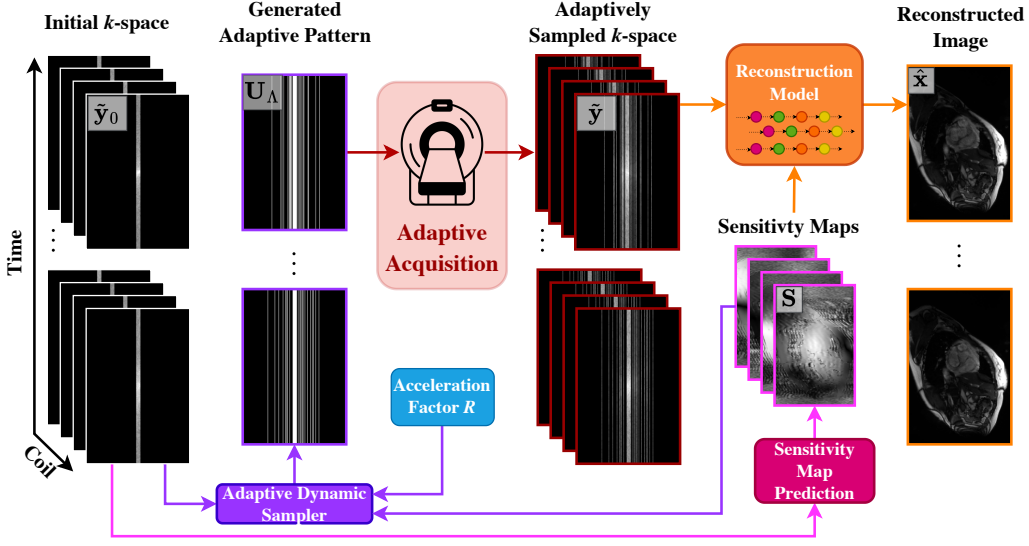 Initial k-space
Generated
Adaptive Pattern
Adaptively
Sampled k-space
Reconstructed
Image
ỹ₀
U_Λ
ỹ
Reconstruction
Model
x̂
Adaptive
Acquisition
Sensitivty Maps
S
Time
Coil
Acceleration
Factor R
Adaptive Dynamic
Sampler
Sensitivity
Map
Prediction